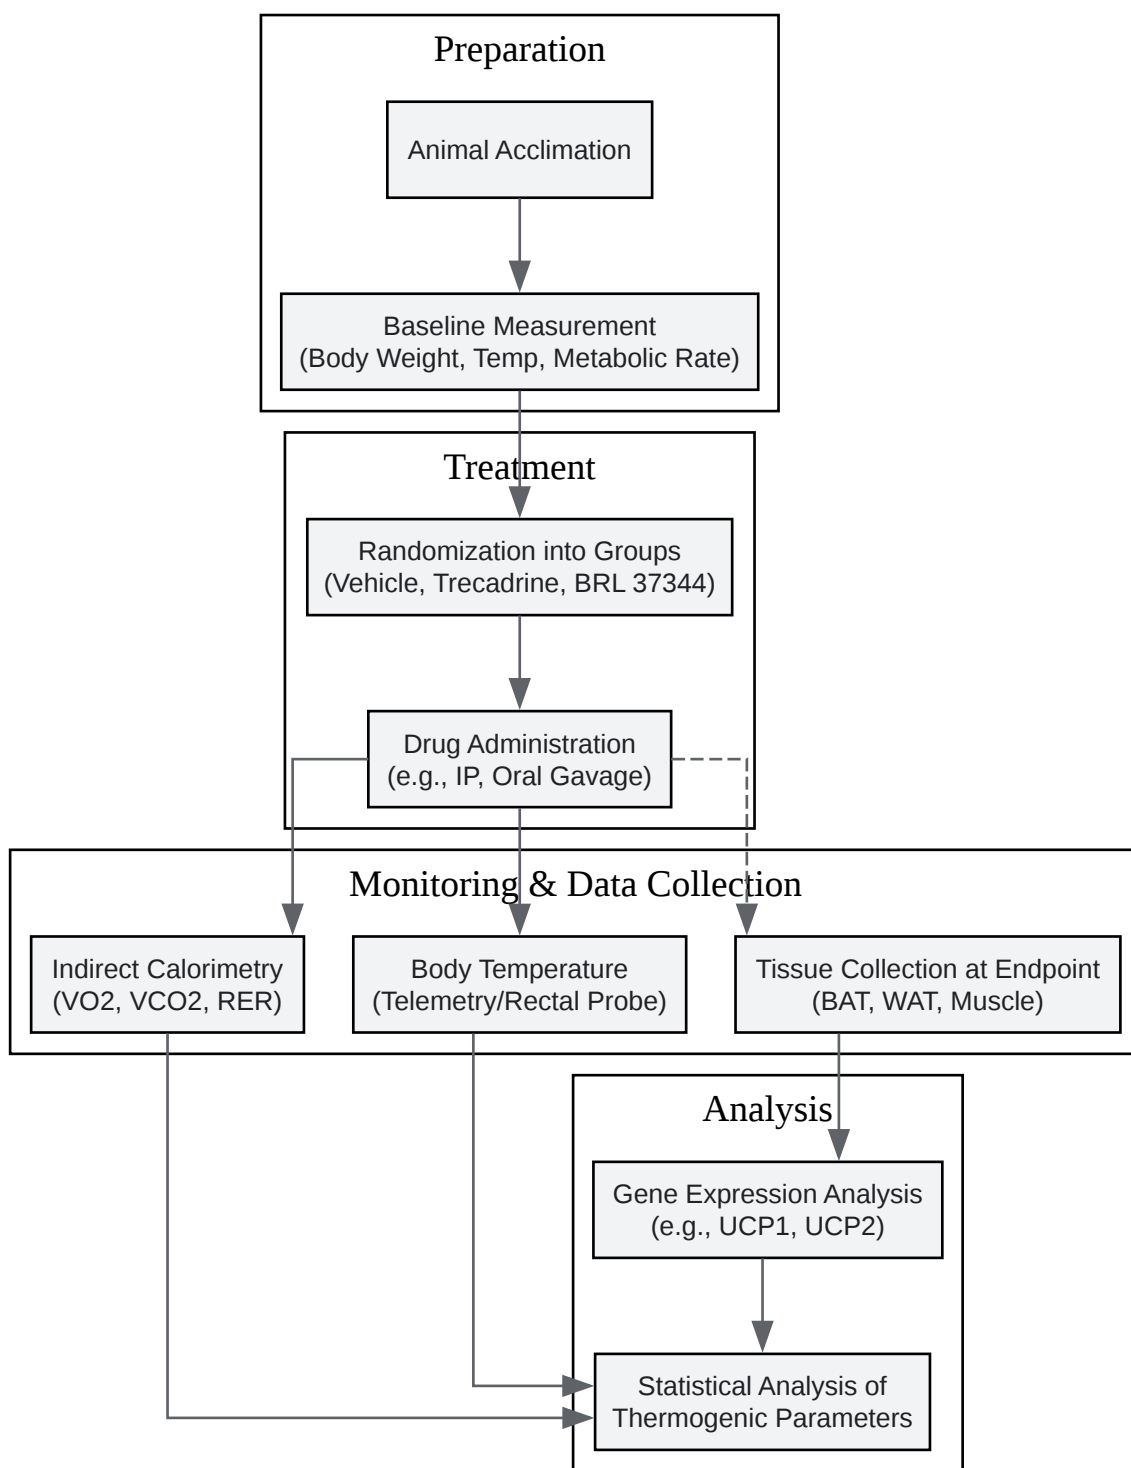 Preparation
Animal Acclimation
Baseline Measurement
(Body Weight, Temp, Metabolic Rate)
Treatment
Randomization into Groups
(Vehicle, Trecadrine, BRL 37344)
Drug Administration
(e.g., IP, Oral Gavage)
Monitoring & Data Collection
Indirect Calorimetry
(VO2, VCO2, RER)
Body Temperature
(Telemetry/Rectal Probe)
Tissue Collection at Endpoint
(BAT, WAT, Muscle)
Analysis
Gene Expression Analysis
(e.g., UCP1, UCP2)
Statistical Analysis of
Thermogenic Parameters